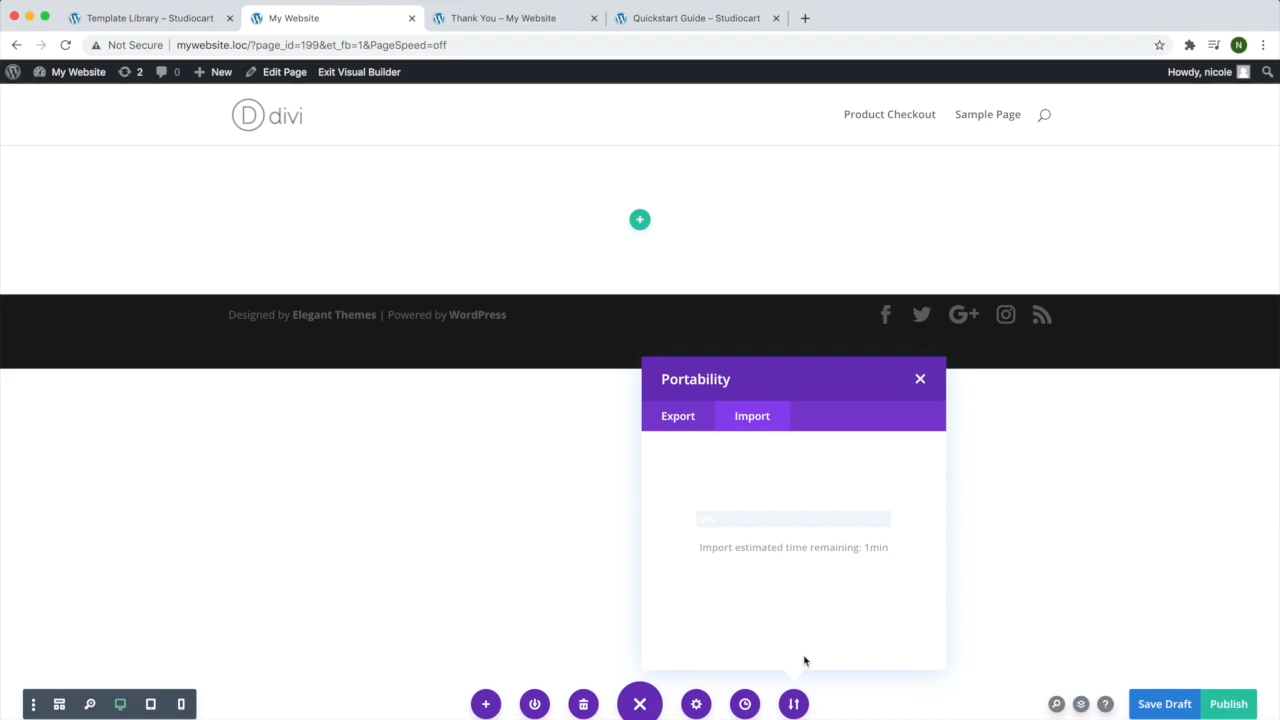 Template Library – Studiocart
My Website
Thank You – My Website
Quickstart Guide – Studiocart
Not Secure mywebsite.loc/?page_id=199&et_fb=1&PageSpeed=off
N
My Website 2 0 New Edit Page Exit Visual Builder Howdy, nicole
D divi
Product Checkout Sample Page
Designed by Elegant Themes | Powered by WordPress
Portability
Export Import
0%
Import estimated time remaining: 1min
Save Draft Publish